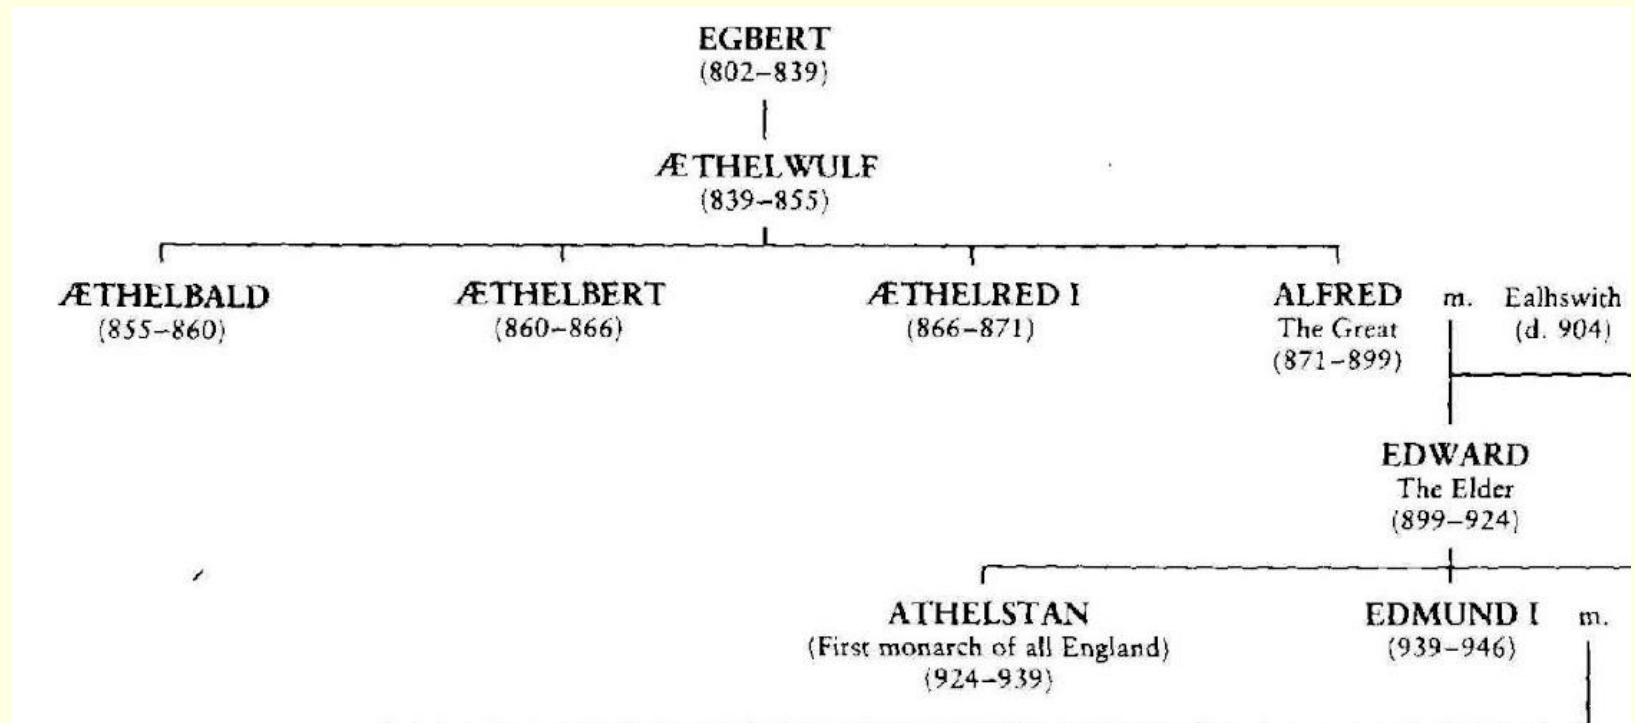 EGBERT
(802–839)
ÆTHELWULF
(839–855)
ÆTHELBALD
(855–860)
ÆTHELBERT
(860–866)
ÆTHELRED I
(866–871)
ALFRED m. Ealhswith
The Great (d. 904)
(871–899)
EDWARD
The Elder
(899–924)
ATHELSTAN
(First monarch of all England)
(924–939)
EDMUND I m.
(939–946)